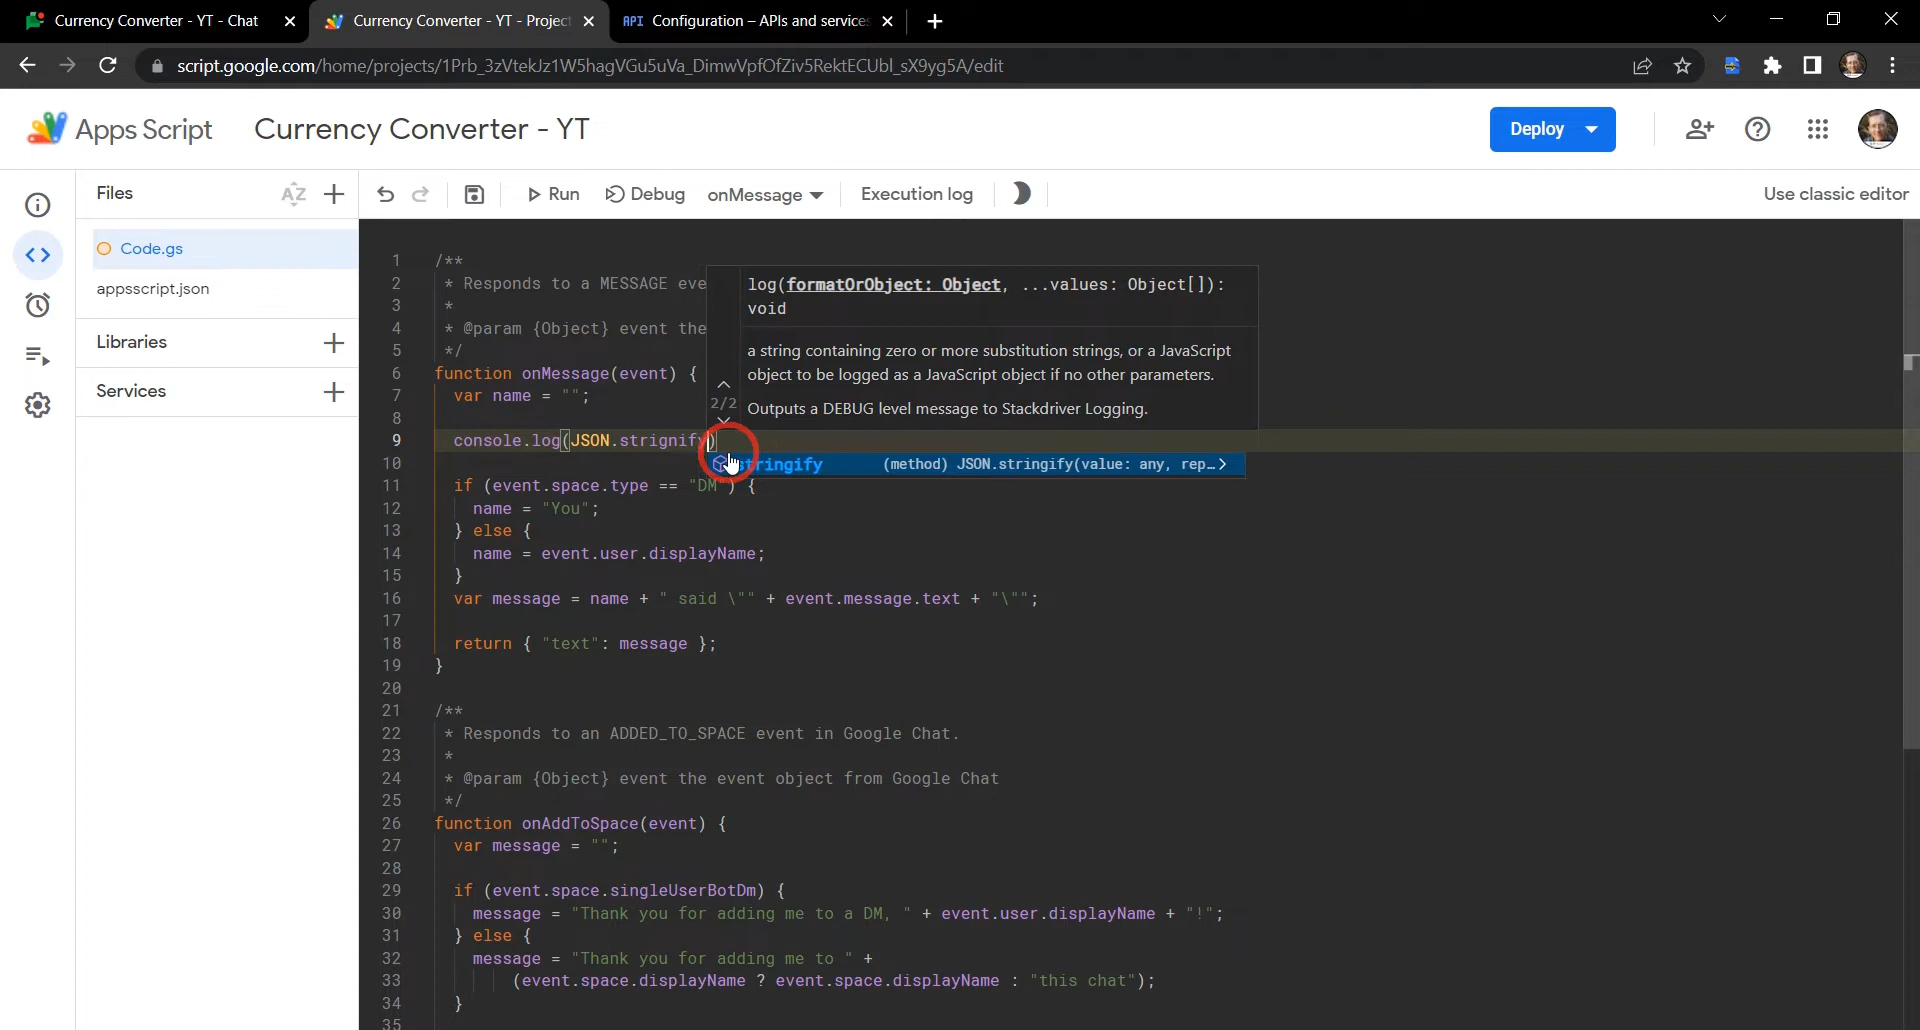 Currency Converter - YT - Chat
Currency Converter - YT - Project
API Configuration – APIs and services
script.google.com/home/projects/1Prb_3zVtekJz1W5hagVGu5uVa_DimwVpfOfZiv5RektECUbl_sX9yg5A/edit
Apps Script
Currency Converter - YT
Deploy
Files
AZ
Run
Debug
onMessage
Execution log
Use classic editor
Code.gs
appsscript.json
Libraries
Services
1 /**
2 * Responds to a MESSAGE eve
3 *
4 * @param {Object} event the
5 */
6 function onMessage(event) {
7 var name = "";
8
9 console.log(JSON.strignify)
10
11 if (event.space.type == "DM") {
12 name = "You";
13 } else {
14 name = event.user.displayName;
15 }
16 var message = name + " said \"" + event.message.text + "\"";
17
18 return { "text": message };
19 }
20
21 /**
22 * Responds to an ADDED_TO_SPACE event in Google Chat.
23 *
24 * @param {Object} event the event object from Google Chat
25 */
26 function onAddToSpace(event) {
27 var message = "";
28
29 if (event.space.singleUserBotDm) {
30 message = "Thank you for adding me to a DM, " + event.user.displayName + "!";
31 } else {
32 message = "Thank you for adding me to " +
33 (event.space.displayName ? event.space.displayName : "this chat");
34 }
35
log(formatOrObject: Object, ...values: Object[]):
void
a string containing zero or more substitution strings, or a JavaScript
object to be logged as a JavaScript object if no other parameters.
2/2
Outputs a DEBUG level message to Stackdriver Logging.
stringify (method) JSON.stringify(value: any, rep…